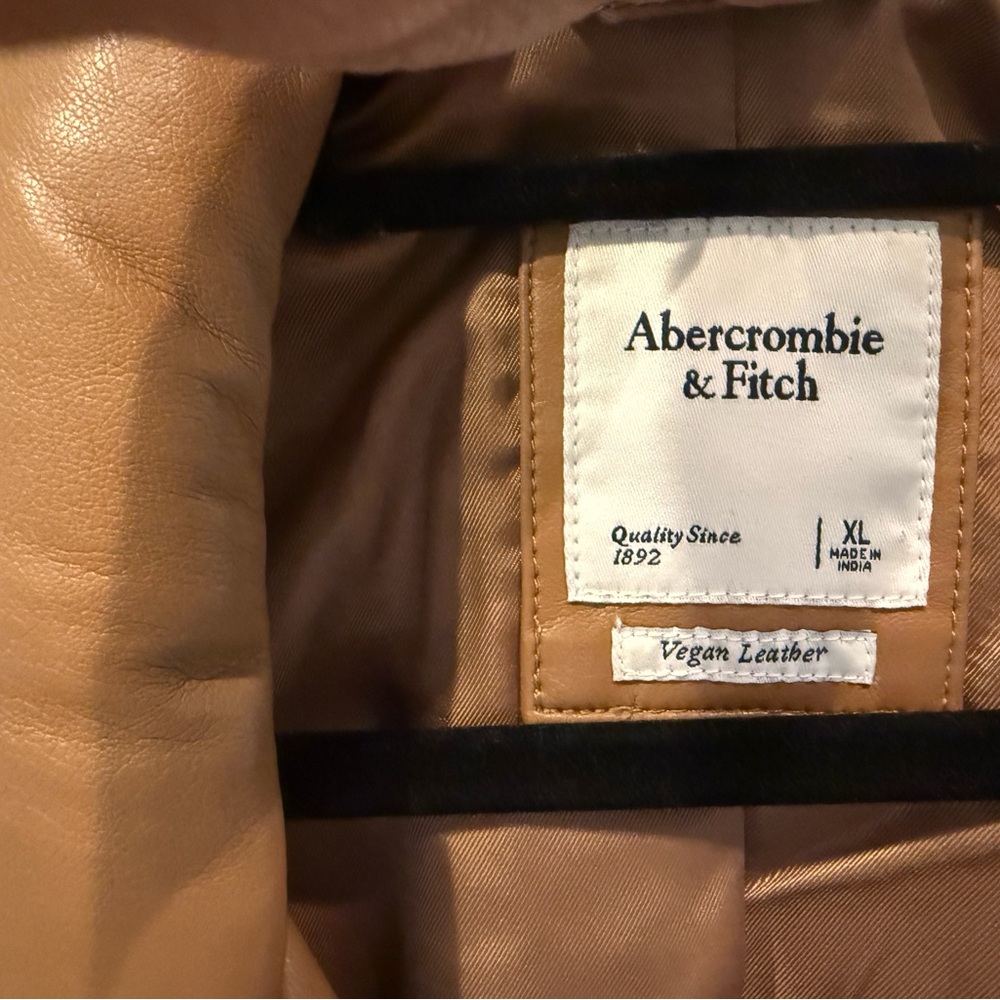 Abercrombie
& Fitch
Quality Since
1892
XL
MADE IN
INDIA
Vegan Leather